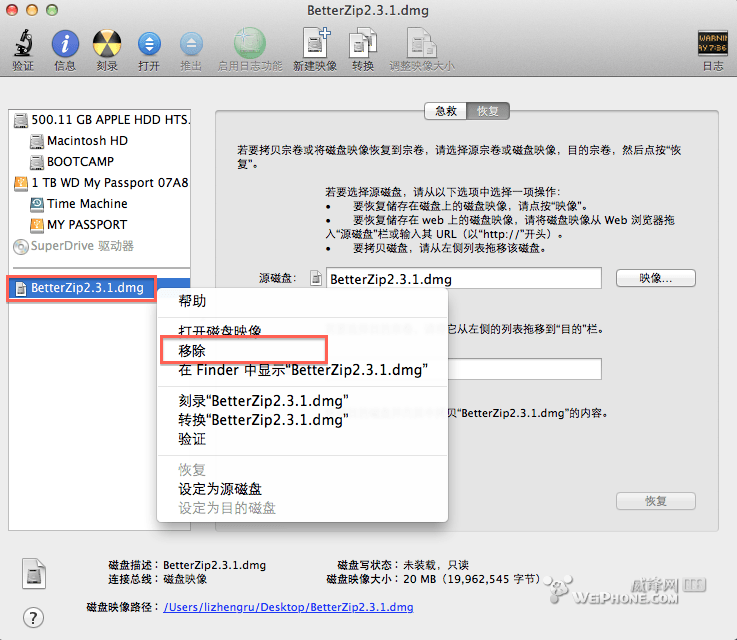 BetterZip2.3.1.dmg
验证 信息 刻录 打开 推出 启用日志功能 新建映像 转换 调整映像大小 日志
WARNIN
AY 7:36
500.11 GB APPLE HDD HTS.
Macintosh HD
BOOTCAMP
1 TB WD My Passport 07A8
Time Machine
MY PASSPORT
SuperDrive 驱动器
BetterZip2.3.1.dmg
急救 恢复
若要拷贝宗卷或将磁盘映像恢复到宗卷，请选择源宗卷或磁盘映像，目的宗卷，然后点按“恢
复”。
若要选择源磁盘，请从以下选项中选择一项操作：
• 要恢复储存在磁盘上的磁盘映像，请点按“映像”。
• 要恢复储存在 web 上的磁盘映像，请将磁盘映像从 Web 浏览器拖
入“源磁盘”栏或输入其 URL（以“http://”开头）。
• 要拷贝磁盘，请从左侧列表拖移该磁盘。
源磁盘： BetterZip2.3.1.dmg 映像...
它从左侧的列表拖移到“目的”栏。
贝“BetterZip2.3.1.dmg”的内容。
恢复
帮助
打开磁盘映像
移除
在 Finder 中显示“BetterZip2.3.1.dmg”
刻录“BetterZip2.3.1.dmg”
转换“BetterZip2.3.1.dmg”
验证
恢复
设定为源磁盘
设定为目的磁盘
磁盘描述：BetterZip2.3.1.dmg 磁盘写状态：未装载，只读
连接总线：磁盘映像 磁盘映像大小：20 MB（19,962,545 字节）
磁盘映像路径：/Users/lizhengru/Desktop/BetterZip2.3.1.dmg
?
威锋网
WEIPHONE.COM